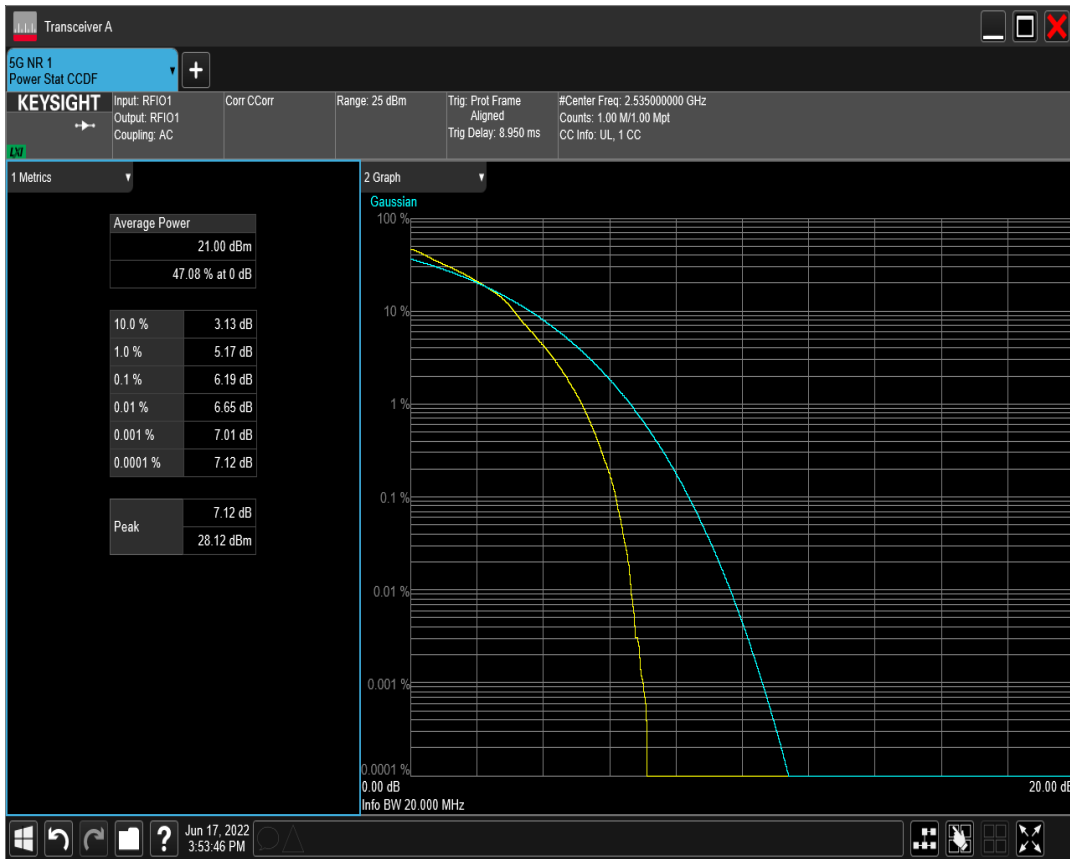 Transceiver A
5G NR 1
Power Stat CCDF
KEYSIGHT
LXI
Input: RFIO1
Output: RFIO1
Coupling: AC
Corr CCorr
Range: 25 dBm
Trig: Prot Frame
Aligned
Trig Delay: 8.950 ms
#Center Freq: 2.535000000 GHz
Counts: 1.00 M/1.00 Mpt
CC Info: UL, 1 CC
1 Metrics
Average Power
21.00 dBm
47.08 % at 0 dB
10.0 % 3.13 dB
1.0 % 5.17 dB
0.1 % 6.19 dB
0.01 % 6.65 dB
0.001 % 7.01 dB
0.0001 % 7.12 dB
Peak
7.12 dB
28.12 dBm
2 Graph
Gaussian
100 %
10 %
1 %
0.1 %
0.01 %
0.001 %
0.0001 %
0.00 dB 20.00 dB
Info BW 20.000 MHz
Jun 17, 2022
3:53:46 PM